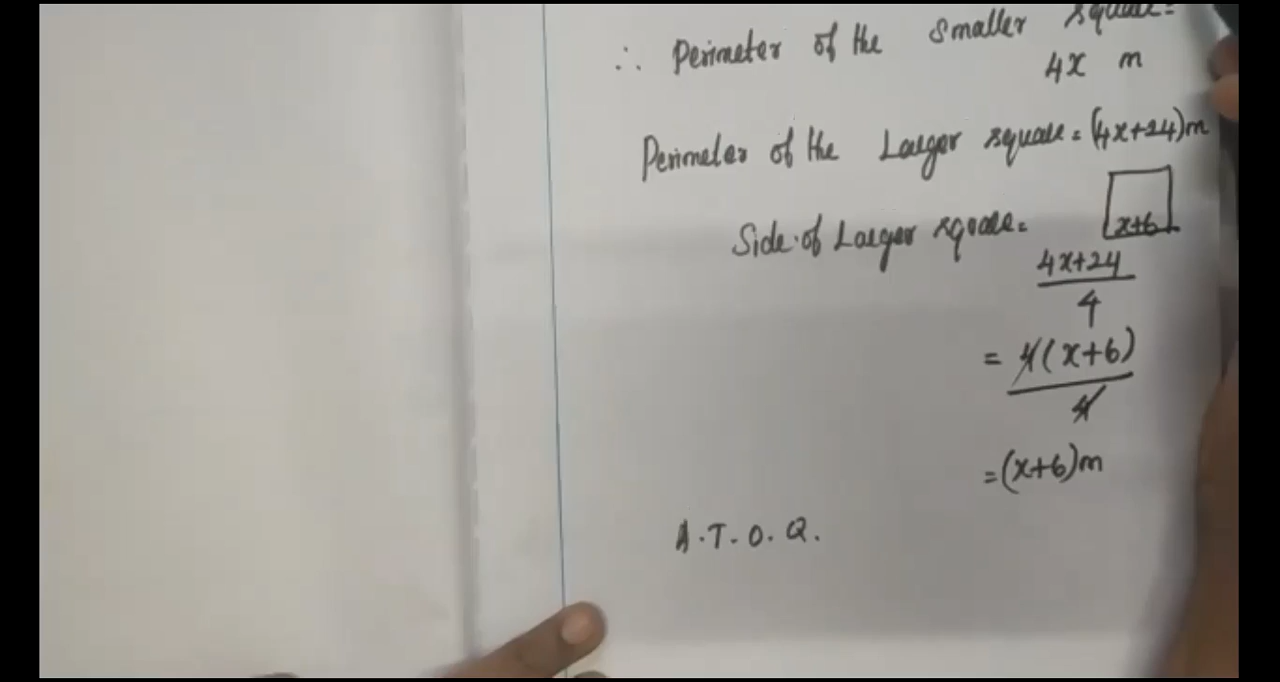 ∴ Perimeter of the smaller square =
4x m
Perimeter of the Larger square = (4x+24)m
x+6
Side of Larger square =
4x+24
4
= 4(x+6)
4
= (x+6)m
A.T.O.Q.